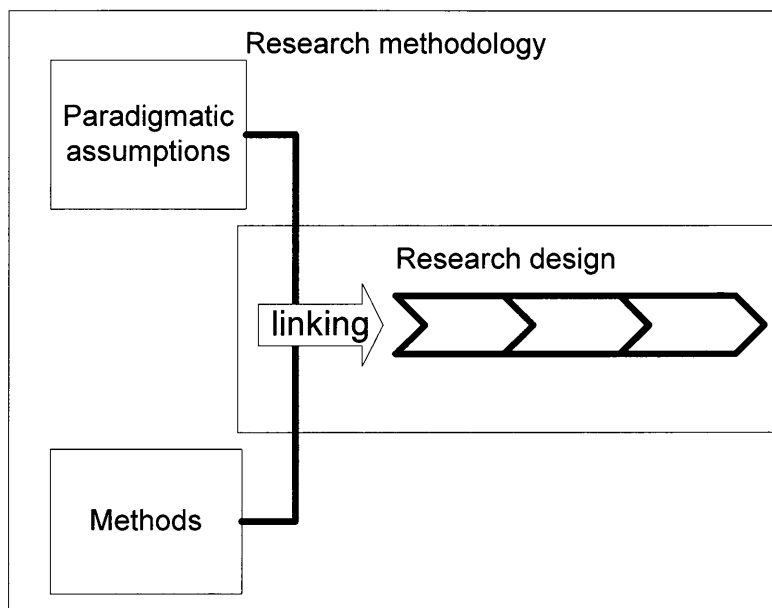 Research methodology
Paradigmatic
assumptions
Research design
linking
Methods